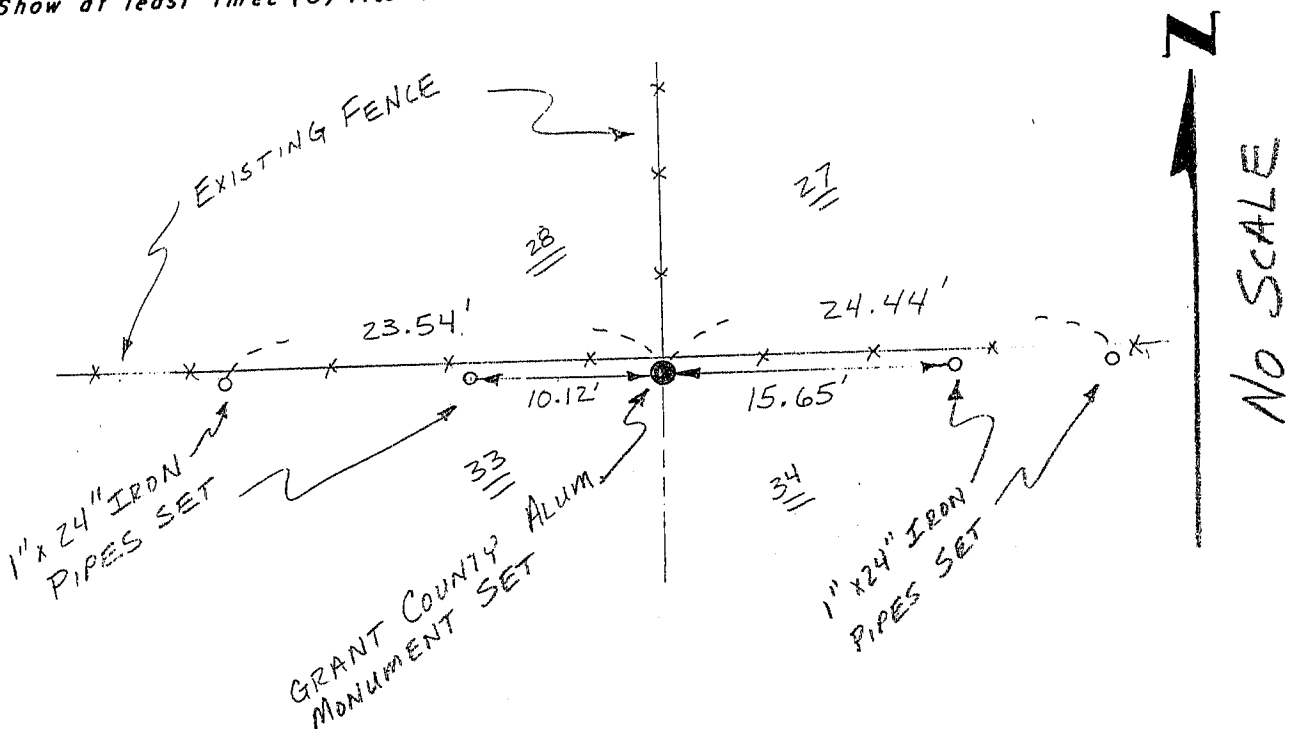 Show at least Three (3)
N
EXISTING FENCE
27
28
23.54'
24.44'
NO SCALE
10.12'
15.65'
33
34
1" x 24" IRON
PIPES SET
GRANT COUNTY ALUM.
MONUMENT SET
1" x 24" IRON
PIPES SET